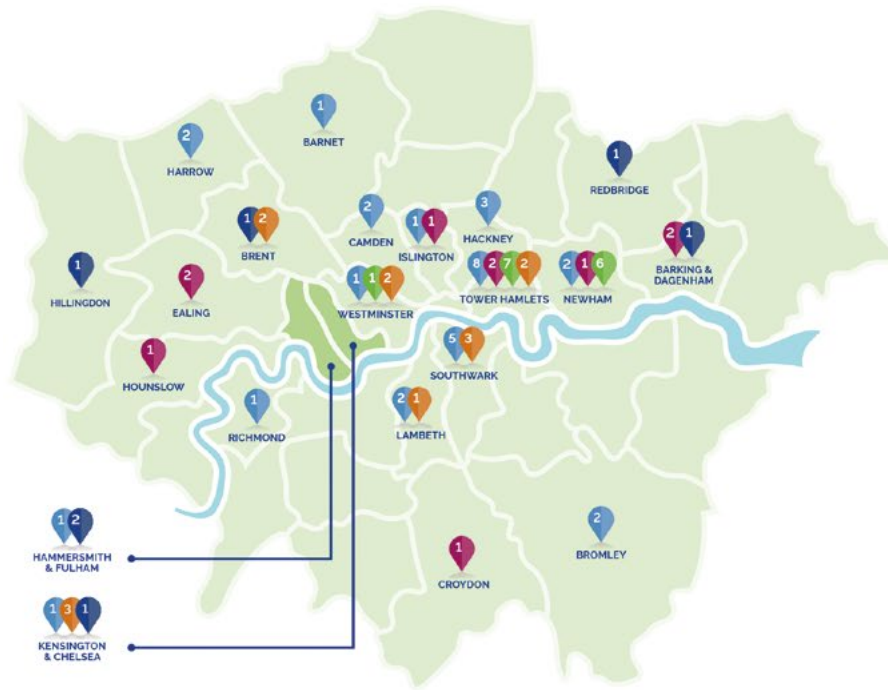 1
BARNET
2
HARROW
1
REDBRIDGE
1 2
BRENT
2
CAMDEN
1 1
ISLINGTON
3
HACKNEY
2 1
BARKING &
DAGENHAM
1
HILLINGDON
2
EALING
1 1 2
WESTMINSTER
8 2 7 2
TOWER HAMLETS
2 1 6
NEWHAM
1
HOUNSLOW
5 3
SOUTHWARK
1
RICHMOND
2 1
LAMBETH
1 2
HAMMERSMITH
& FULHAM
2
BROMLEY
1
CROYDON
1 3 1
KENSINGTON
& CHELSEA